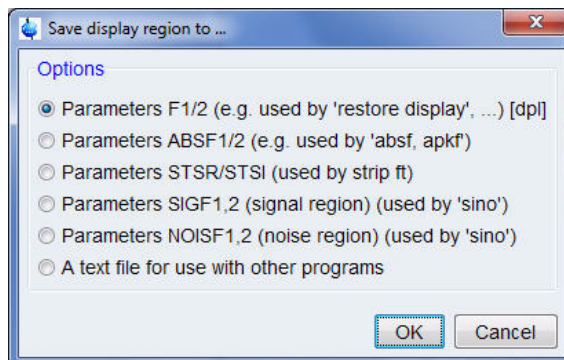 Save display region to ...
Options
Parameters F1/2 (e.g. used by 'restore display', ...) [dpl]
Parameters ABSF1/2 (e.g. used by 'absf, apkf')
Parameters STSR/STSI (used by strip ft)
Parameters SIGF1,2 (signal region) (used by 'sino')
Parameters NOISF1,2 (noise region) (used by 'sino')
A text file for use with other programs
OK Cancel